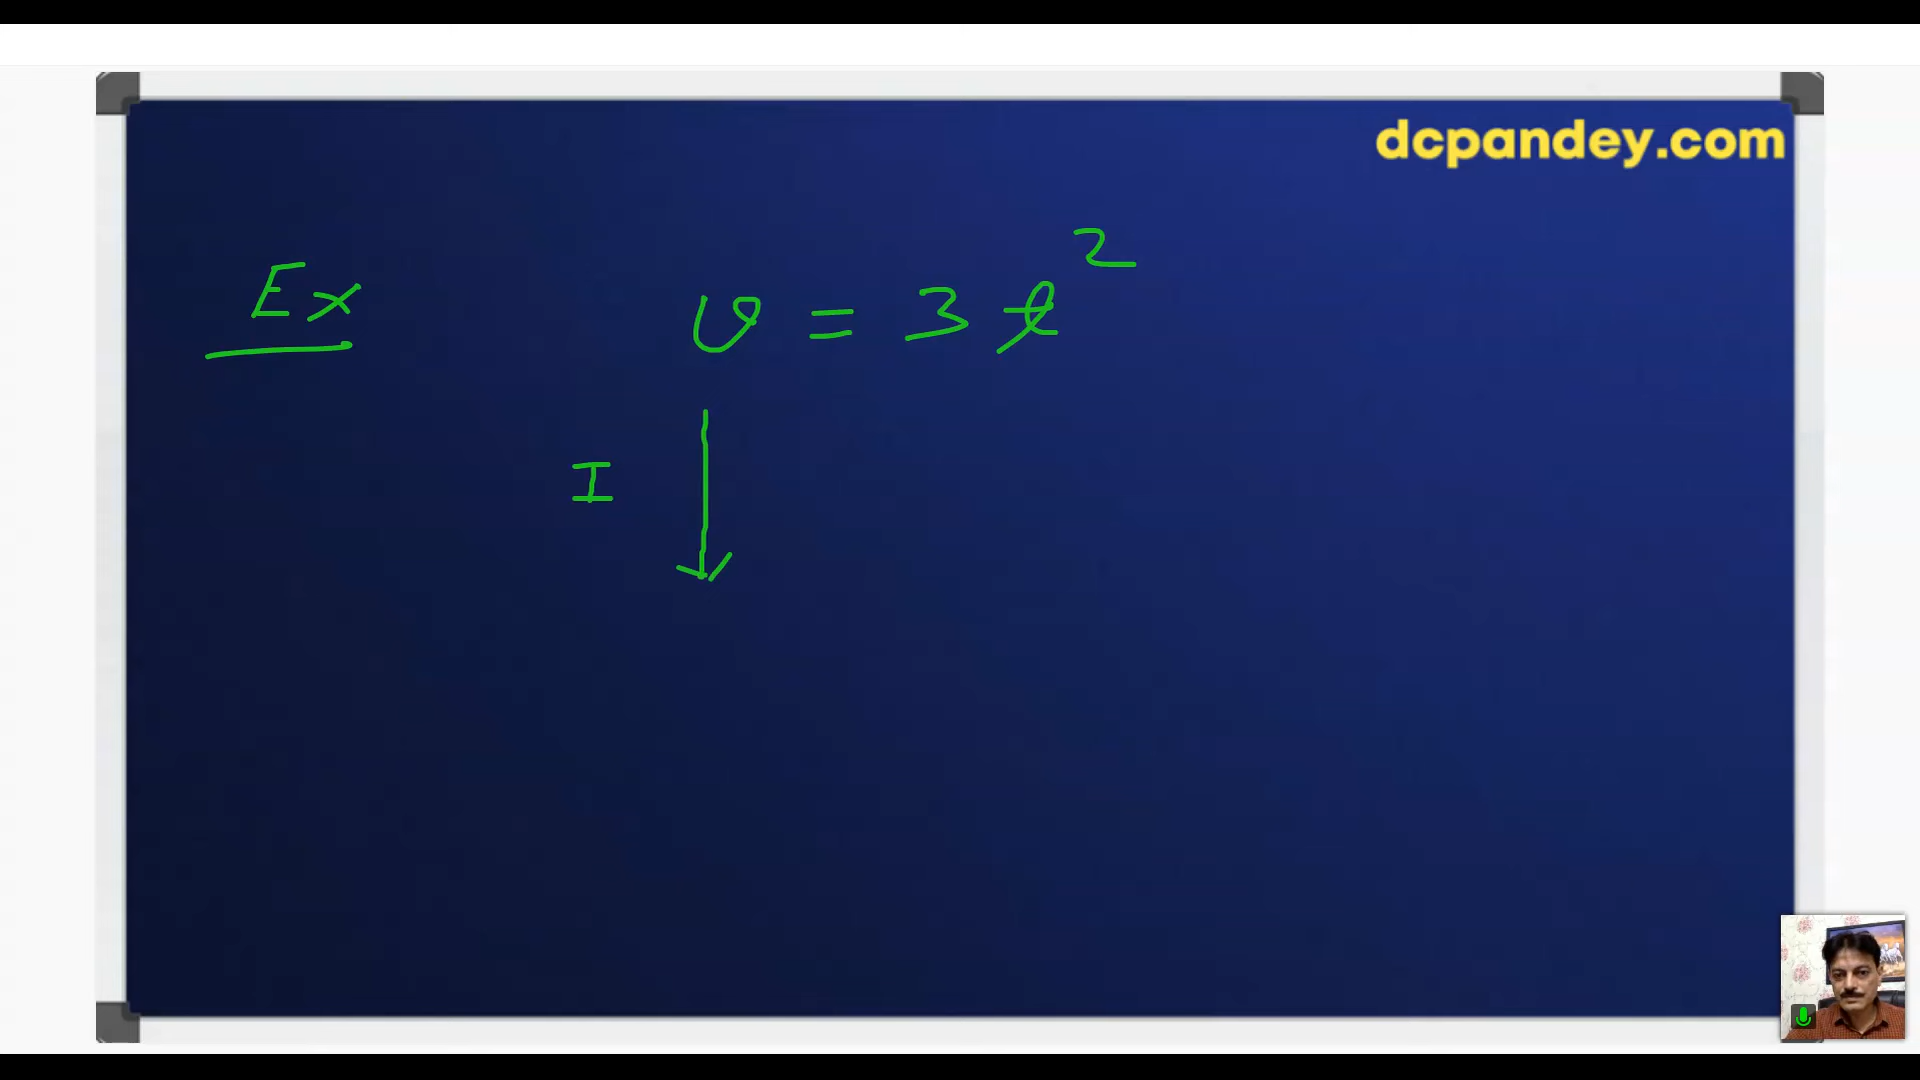 dcpandey.com
Ex v = 3t²
I